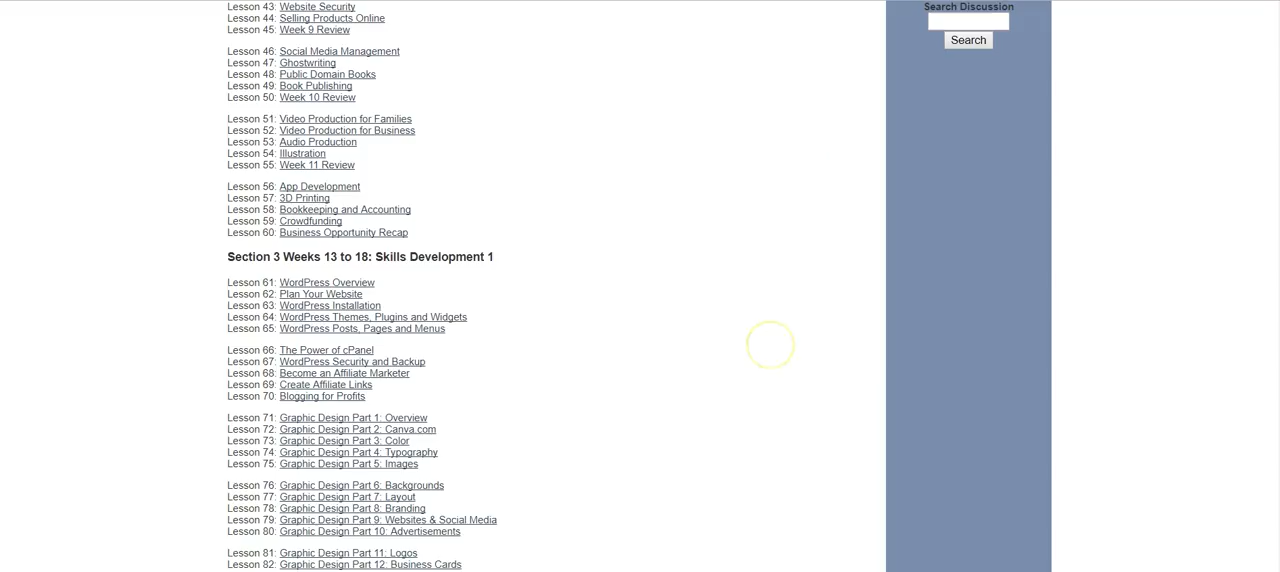 Lesson 43: Website Security
Lesson 44: Selling Products Online
Lesson 45: Week 9 Review
Lesson 46: Social Media Management
Lesson 47: Ghostwriting
Lesson 48: Public Domain Books
Lesson 49: Book Publishing
Lesson 50: Week 10 Review
Lesson 51: Video Production for Families
Lesson 52: Video Production for Business
Lesson 53: Audio Production
Lesson 54: Illustration
Lesson 55: Week 11 Review
Lesson 56: App Development
Lesson 57: 3D Printing
Lesson 58: Bookkeeping and Accounting
Lesson 59: Crowdfunding
Lesson 60: Business Opportunity Recap
Section 3 Weeks 13 to 18: Skills Development 1
Lesson 61: WordPress Overview
Lesson 62: Plan Your Website
Lesson 63: WordPress Installation
Lesson 64: WordPress Themes, Plugins and Widgets
Lesson 65: WordPress Posts, Pages and Menus
Lesson 66: The Power of cPanel
Lesson 67: WordPress Security and Backup
Lesson 68: Become an Affiliate Marketer
Lesson 69: Create Affiliate Links
Lesson 70: Blogging for Profits
Lesson 71: Graphic Design Part 1: Overview
Lesson 72: Graphic Design Part 2: Canva.com
Lesson 73: Graphic Design Part 3: Color
Lesson 74: Graphic Design Part 4: Typography
Lesson 75: Graphic Design Part 5: Images
Lesson 76: Graphic Design Part 6: Backgrounds
Lesson 77: Graphic Design Part 7: Layout
Lesson 78: Graphic Design Part 8: Branding
Lesson 79: Graphic Design Part 9: Websites & Social Media
Lesson 80: Graphic Design Part 10: Advertisements
Lesson 81: Graphic Design Part 11: Logos
Lesson 82: Graphic Design Part 12: Business Cards
Search Discussion
Search